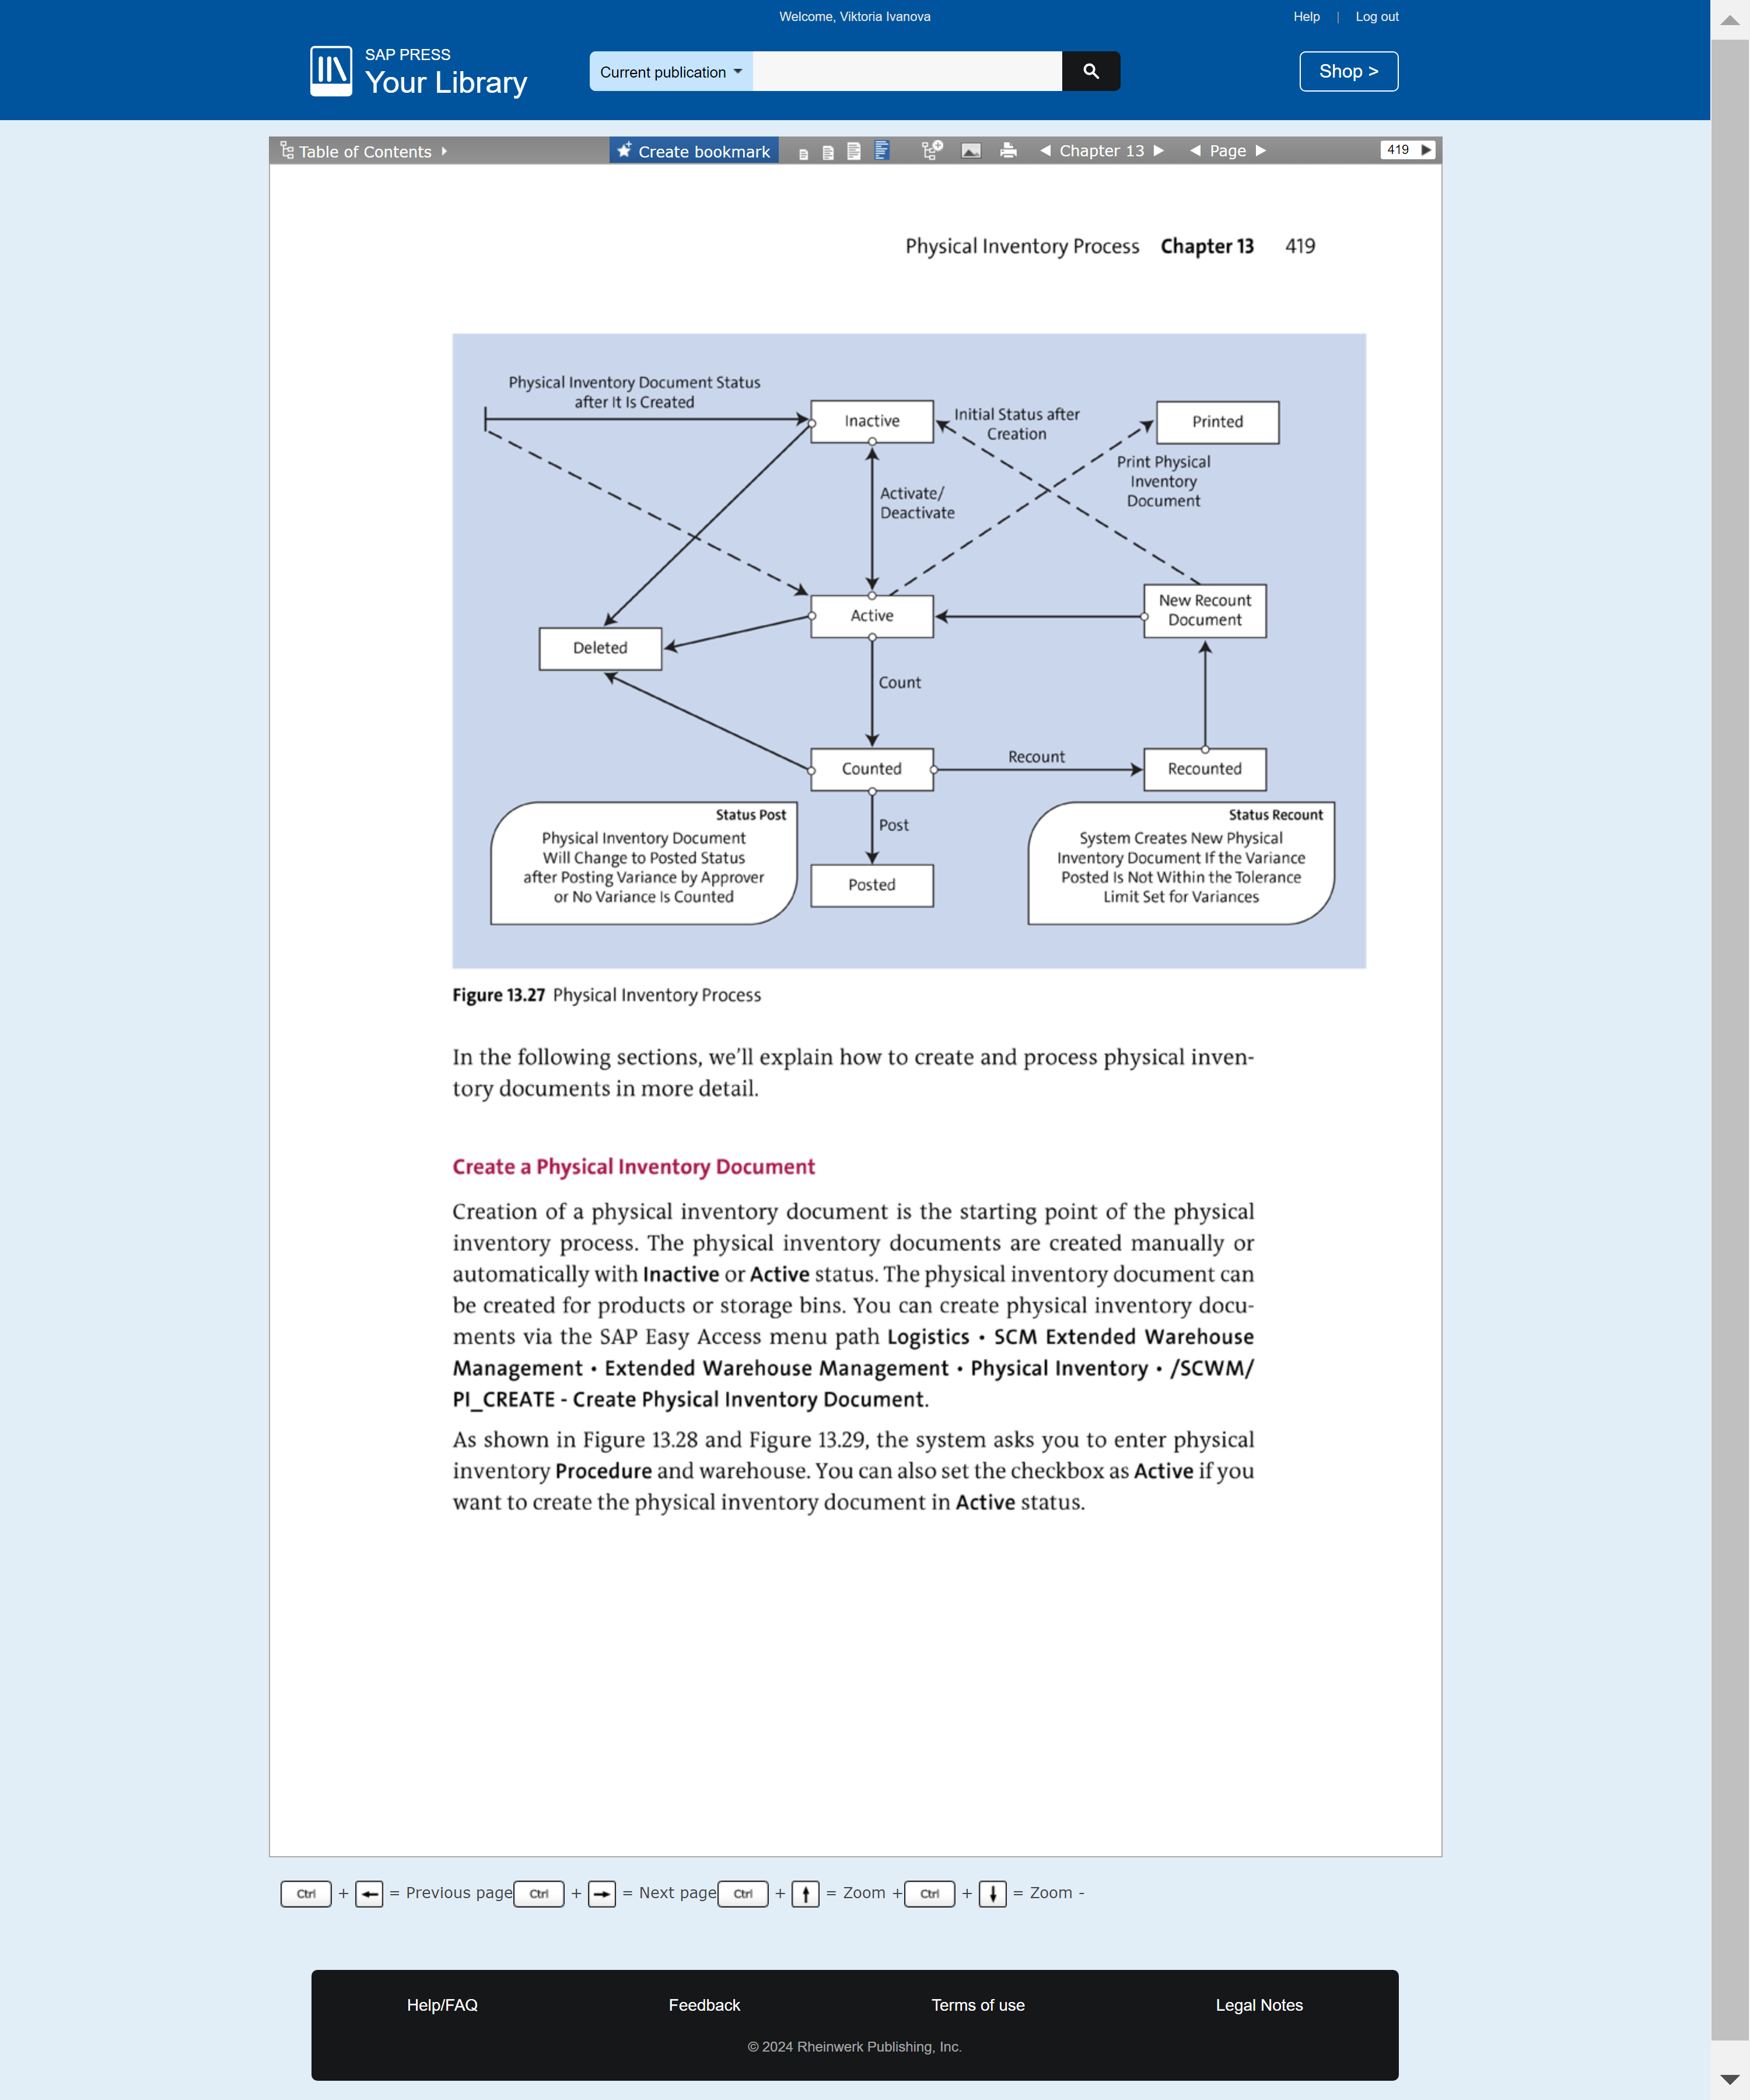 Welcome, Viktoria Ivanova
Help | Log out
SAP PRESS
Your Library
Current publication
Shop >
Table of Contents
Create bookmark
Chapter 13
Page
419
Physical Inventory Process Chapter 13 419
Physical Inventory Document Status
after It Is Created
Inactive
Initial Status after
Creation
Printed
Print Physical
Inventory
Document
Activate/
Deactivate
Active
New Recount
Document
Deleted
Count
Counted
Recount
Recounted
Status Post
Physical Inventory Document
Will Change to Posted Status
after Posting Variance by Approver
or No Variance Is Counted
Post
Posted
Status Recount
System Creates New Physical
Inventory Document If the Variance
Posted Is Not Within the Tolerance
Limit Set for Variances
Figure 13.27 Physical Inventory Process
In the following sections, we’ll explain how to create and process physical inven-
tory documents in more detail.
Create a Physical Inventory Document
Creation of a physical inventory document is the starting point of the physical
inventory process. The physical inventory documents are created manually or
automatically with Inactive or Active status. The physical inventory document can
be created for products or storage bins. You can create physical inventory docu-
ments via the SAP Easy Access menu path Logistics • SCM Extended Warehouse
Management • Extended Warehouse Management • Physical Inventory • /SCWM/
PI_CREATE - Create Physical Inventory Document.
As shown in Figure 13.28 and Figure 13.29, the system asks you to enter physical
inventory Procedure and warehouse. You can also set the checkbox as Active if you
want to create the physical inventory document in Active status.
Ctrl + ← = Previous page Ctrl + → = Next page Ctrl + ↑ = Zoom + Ctrl + ↓ = Zoom -
Help/FAQ
Feedback
Terms of use
Legal Notes
© 2024 Rheinwerk Publishing, Inc.